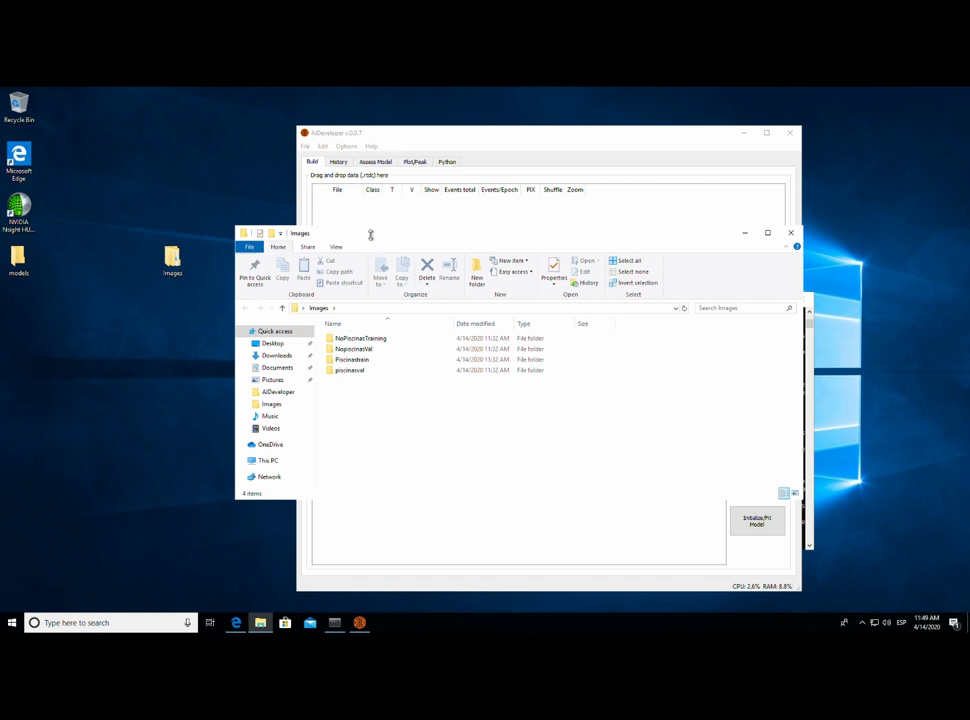 Recycle Bin
Microsoft
Edge
NVIDIA
Nsight HU...
models
Images
AIDeveloper v.0.0.7
File Edit Options Help
Build History Assess Model Plot/Peak Python
Drag and drop data (.rtdc) here
File Class T V Show Events total Events/Epoch PIX Shuffle Zoom
Images
File Home Share View
Pin to Quick
access
Copy
Paste
Cut
Copy path
Paste shortcut
Clipboard
Move
to
Copy
to
Delete
Rename
Organize
New
folder
New item
Easy access
New
Properties
Open
Edit
History
Open
Select all
Select none
Invert selection
Select
Images
Search Images
Name Date modified Type Size
NoPiscinasTraining 4/14/2020 11:32 AM File folder
NopiscinasVal 4/14/2020 11:32 AM File folder
Piscinastrain 4/14/2020 11:32 AM File folder
piscinasval 4/14/2020 11:32 AM File folder
Quick access
Desktop
Downloads
Documents
Pictures
AIDeveloper
Images
Music
Videos
OneDrive
This PC
Network
4 items
Initialize/Fit
Model
CPU: 2.6% RAM: 8.8%
Type here to search
ESP
11:49 AM
4/14/2020